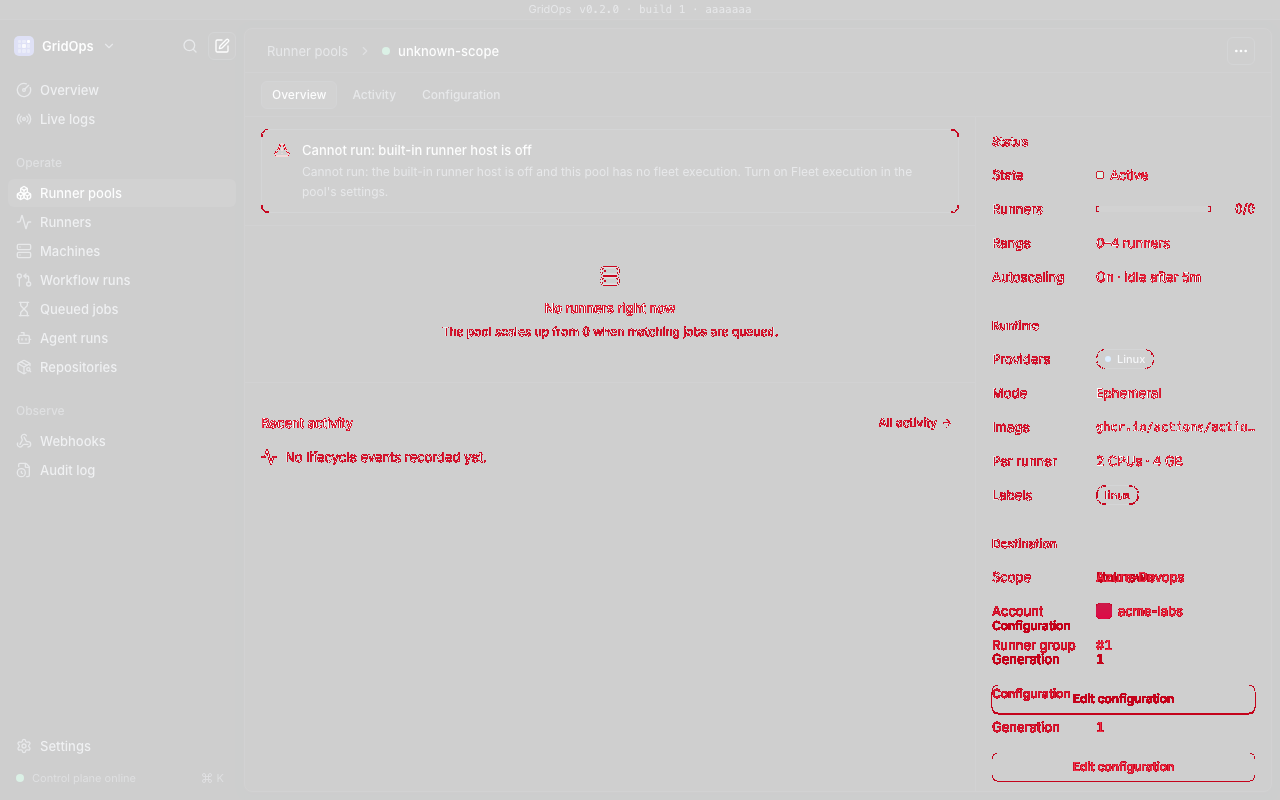 GridOps v0.2.0 · build 1 · aaaaaaa
GridOps
Runner pools
unknown-scope
Overview
Live logs
Operate
Runner pools
Runners
Machines
Workflow runs
Queued jobs
Agent runs
Repositories
Observe
Webhooks
Audit log
Settings
Control plane online
⌘ K
Overview
Activity
Configuration
Cannot run: built-in runner host is off
Cannot run: the built-in runner host is off and this pool has no fleet execution. Turn on Fleet execution in the
pool's settings.
No runners right now
The pool scales up from 0 when matching jobs are queued.
Recent activity
All activity →
No lifecycle events recorded yet.
Status
State
Active
Runners
0/0
Range
0–4 runners
Autoscaling
On · Idle after 5m
Runtime
Providers
Linux
Mode
Ephemeral
Image
ghcr.io/actions/actiu…
Per runner
2 CPUs · 4 GB
Labels
linux
Destination
Scope
Account
acme-labs
Configuration
Runner group
#1
Generation
1
Configuration
Edit configuration
Generation
1
Edit configuration